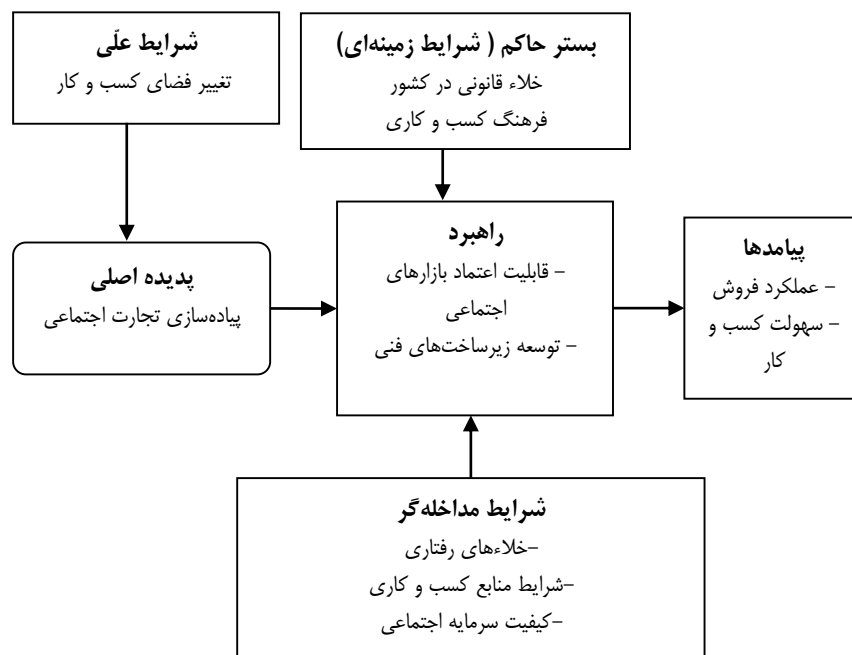 شرایط علّی
تغییر فضای کسب و کار
بستر حاکم ( شرایط زمینه‌ای)
خلاء قانونی در کشور
فرهنگ کسب و کاری
پدیده اصلی
پیاده‌سازی تجارت اجتماعی
راهبرد
– قابلیت اعتماد بازارهای
اجتماعی
– توسعه زیرساخت‌های فنی
پیامدها
– عملکرد فروش
– سهولت کسب و
کار
شرایط مداخله‌گر
–خلاءهای رفتاری
–شرایط منابع کسب و کاری
–کیفیت سرمایه اجتماعی